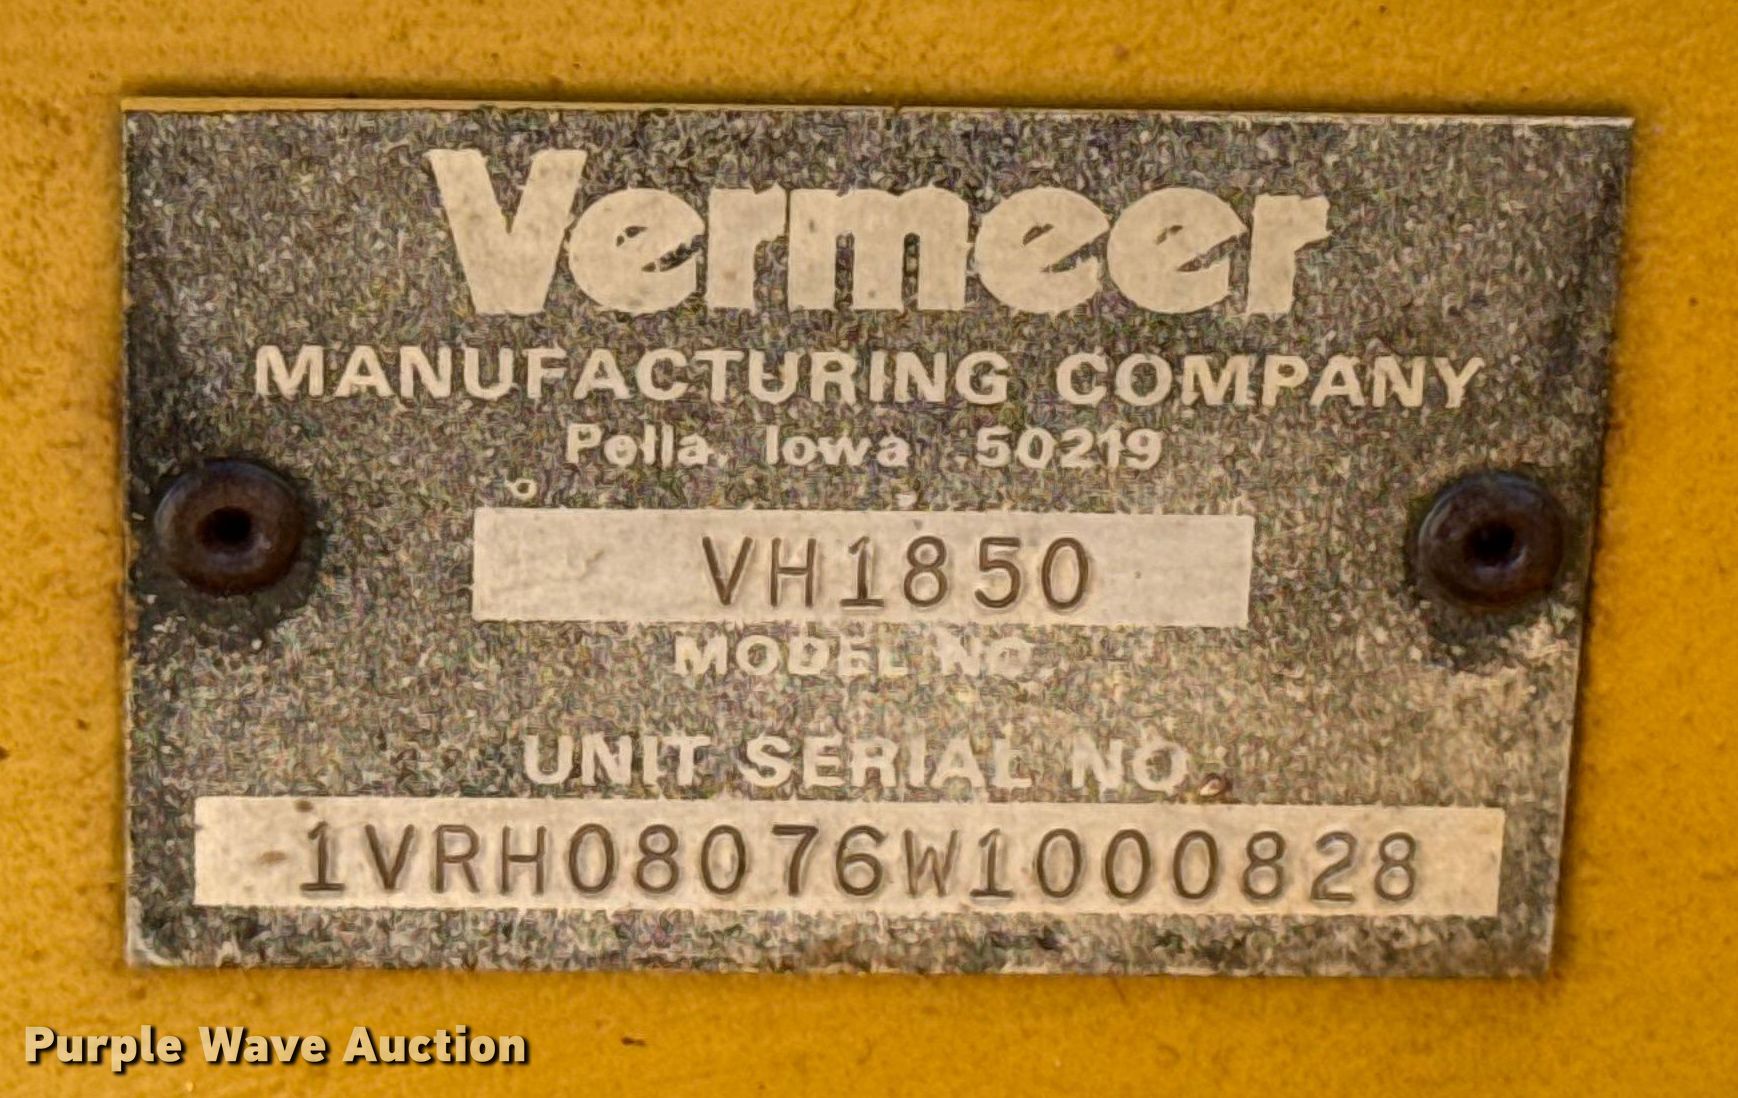 Vermeer
MANUFACTURING COMPANY
Pella, Iowa 50219
VH1850
MODEL NO.
UNIT SERIAL NO.
1VRH08076W1000828
Purple Wave Auction